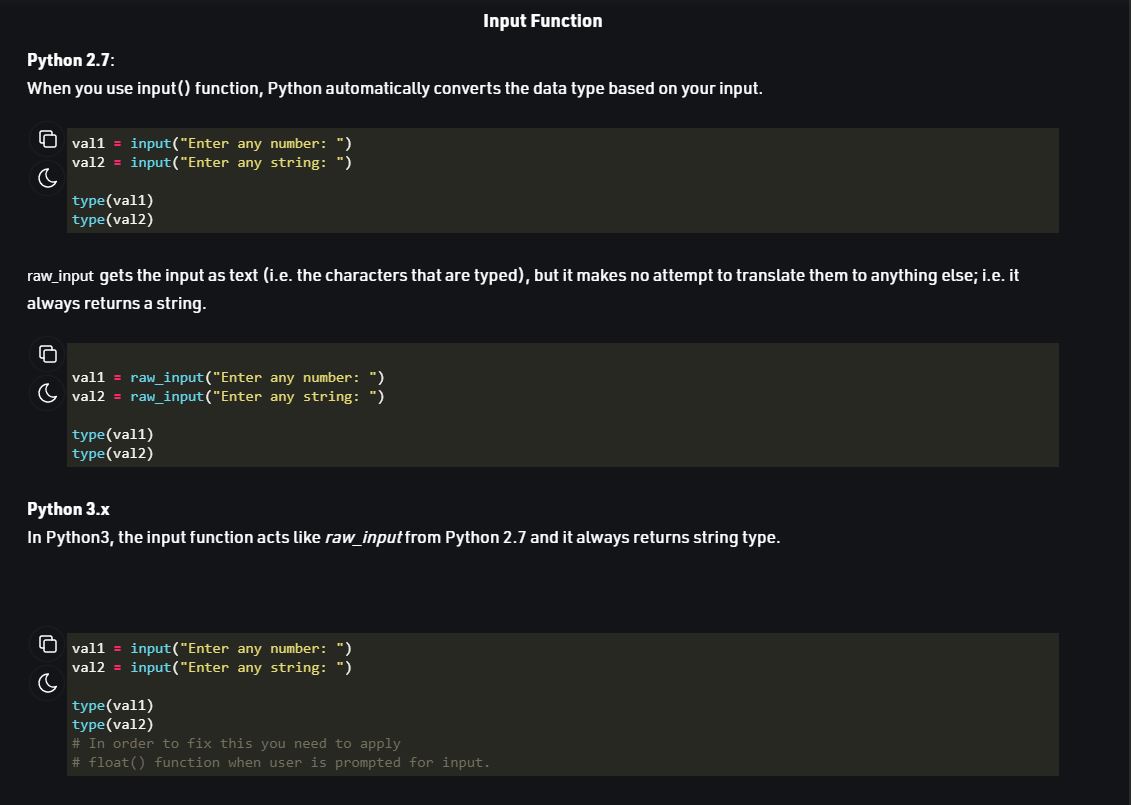 Input Function
Python 2.7:
When you use input() function, Python automatically converts the data type based on your input.
val1 = input("Enter any number: ")
val2 = input("Enter any string: ")
type(val1)
type(val2)
raw_input gets the input as text (i.e. the characters that are typed), but it makes no attempt to translate them to anything else; i.e. it
always returns a string.
val1 = raw_input("Enter any number: ")
val2 = raw_input("Enter any string: ")
type(val1)
type(val2)
Python 3.x
In Python3, the input function acts like raw_input from Python 2.7 and it always returns string type.
val1 = input("Enter any number: ")
val2 = input("Enter any string: ")
type(val1)
type(val2)
# In order to fix this you need to apply
# float() function when user is prompted for input.